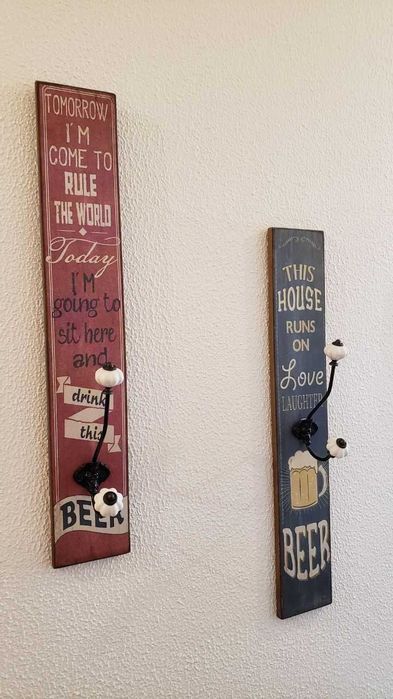 TOMORROW
I'M
COME TO
RULE
THE WORLD
Today
I'M
going to
sit here
and
drink
this
BEER
THIS
HOUSE
RUNS
ON
Love
LAUGHTER
BEER